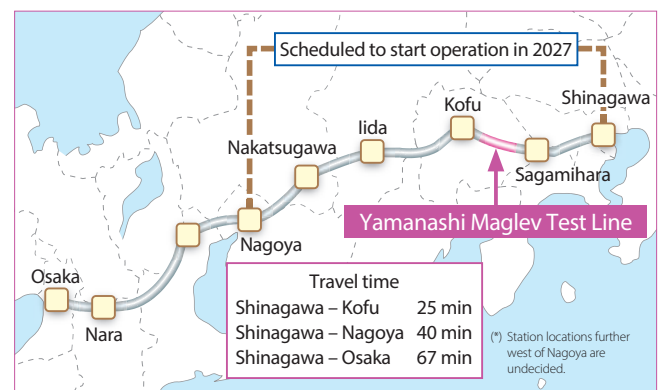 Scheduled to start operation in 2027
Shinagawa
Kofu
Iida
Nakatsugawa
Sagamihara
Yamanashi Maglev Test Line
Nagoya
Osaka
Nara
Travel time
Shinagawa – Kofu 25 min
Shinagawa – Nagoya 40 min
Shinagawa – Osaka 67 min
(*) Station locations further
west of Nagoya are
undecided.